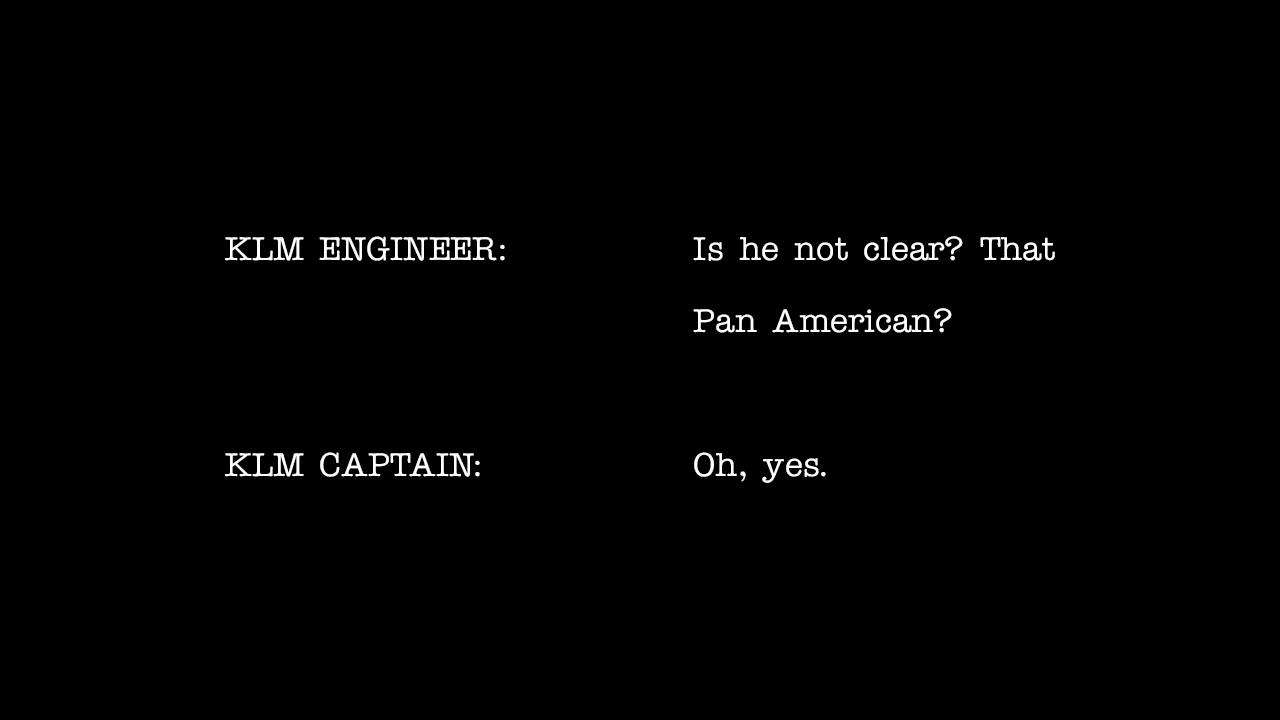 KLM ENGINEER: Is he not clear? That
Pan American?
KLM CAPTAIN: Oh, yes.